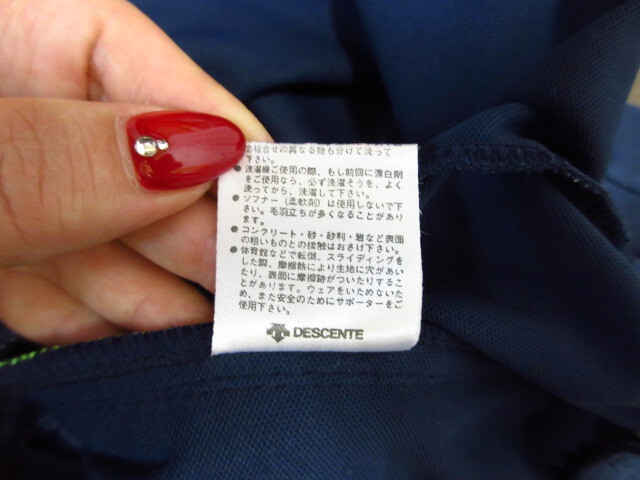 組合せの異なる物も分けて洗って
下さい。
● 洗濯機ご使用の際、もし前回に漂白剤
をご使用なら、必ず洗濯そうを、よく
洗ってから、洗濯して下さい。
● ソフナー(柔軟剤)は使用しないで下
さい。毛羽立ちが多くなることがあり
ます。
● コンクリート・砂・砂利・岩など表面
の粗いものとの接触はおさけ下さい。
● 体育館などで転倒、スライディングを
した際、摩擦熱により生地に穴があい
たり、表面に摩擦跡がついたりするこ
とがあります。ウェアをいためないた
め、また安全のためにサポーターをご
使用下さい。
DESCENTE